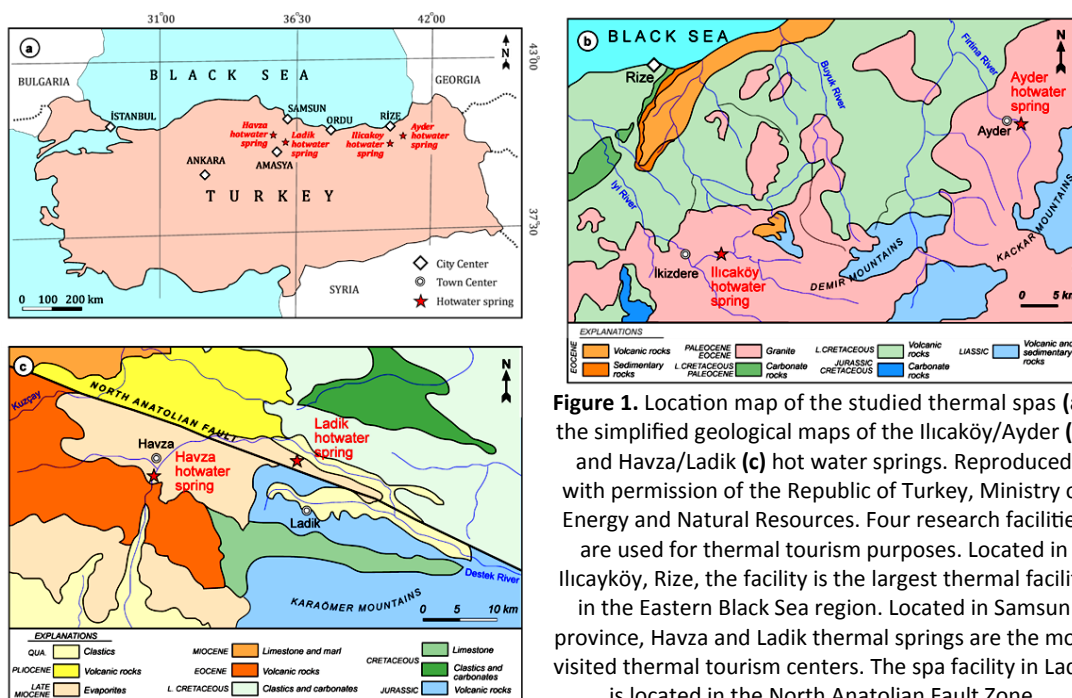 31°00
36°30
42°00
a
N
43°00
BULGARIA
BLACK SEA
GEORGIA
İSTANBUL
SAMSUN
ORDU
RİZE
Havza
hotwater
spring
Ladik
hotwater
spring
Ilicakoy
hotwater
spring
Ayder
hotwater
spring
ANKARA
AMASYA
TURKEY
37°30
SYRIA
City Center
Town Center
Hotwater spring
0 100 200 km
b
BLACK SEA
Rize
Buyuk River
Firlina River
N
Ayder
hotwater
spring
Ayder
Iyi River
İkizdere
Ilıcaköy
hotwater
spring
DEMIR MOUNTAINS
KACKAR MOUNTAINS
0 5 km
EXPLANATIONS
EOCENE
Volcanic rocks
Sedimentary
rocks
PALEOCENE
EOCENE
Granite
L.CRETACEOUS
PALEOCENE
Carbonate
rocks
L.CRETACEOUS
Volcanic
rocks
JURASSIC
CRETACEOUS
Carbonate
rocks
LIASSIC
Volcanic and
sedimentary
rocks
c
N
Kuzçay
NORTH ANATOLIAN FAULT
Havza
Havza
hotwater
spring
Ladik
hotwater
spring
Ladik
Destek River
KARAÖMER MOUNTAINS
0 5 10 km
EXPLANATIONS
QUA. Clastics
PLIOCENE Volcanic rocks
LATE
MIOCENE Evaporites
MIOCENE Limestone and marl
EOCENE Volcanic rocks
L. CRETACEOUS Clastics and carbonates
CRETACEOUS
Limestone
Clastics and
carbonates
JURASSIC Volcanic rocks
Figure 1. Location map of the studied thermal spas (a
the simplified geological maps of the Ilıcaköy/Ayder (
and Havza/Ladik (c) hot water springs. Reproduced
with permission of the Republic of Turkey, Ministry o
Energy and Natural Resources. Four research facilitie
are used for thermal tourism purposes. Located in
Ilıcayköy, Rize, the facility is the largest thermal facili
in the Eastern Black Sea region. Located in Samsun
province, Havza and Ladik thermal springs are the mo
visited thermal tourism centers. The spa facility in Lad
is located in the North Anatolian Fault Zone